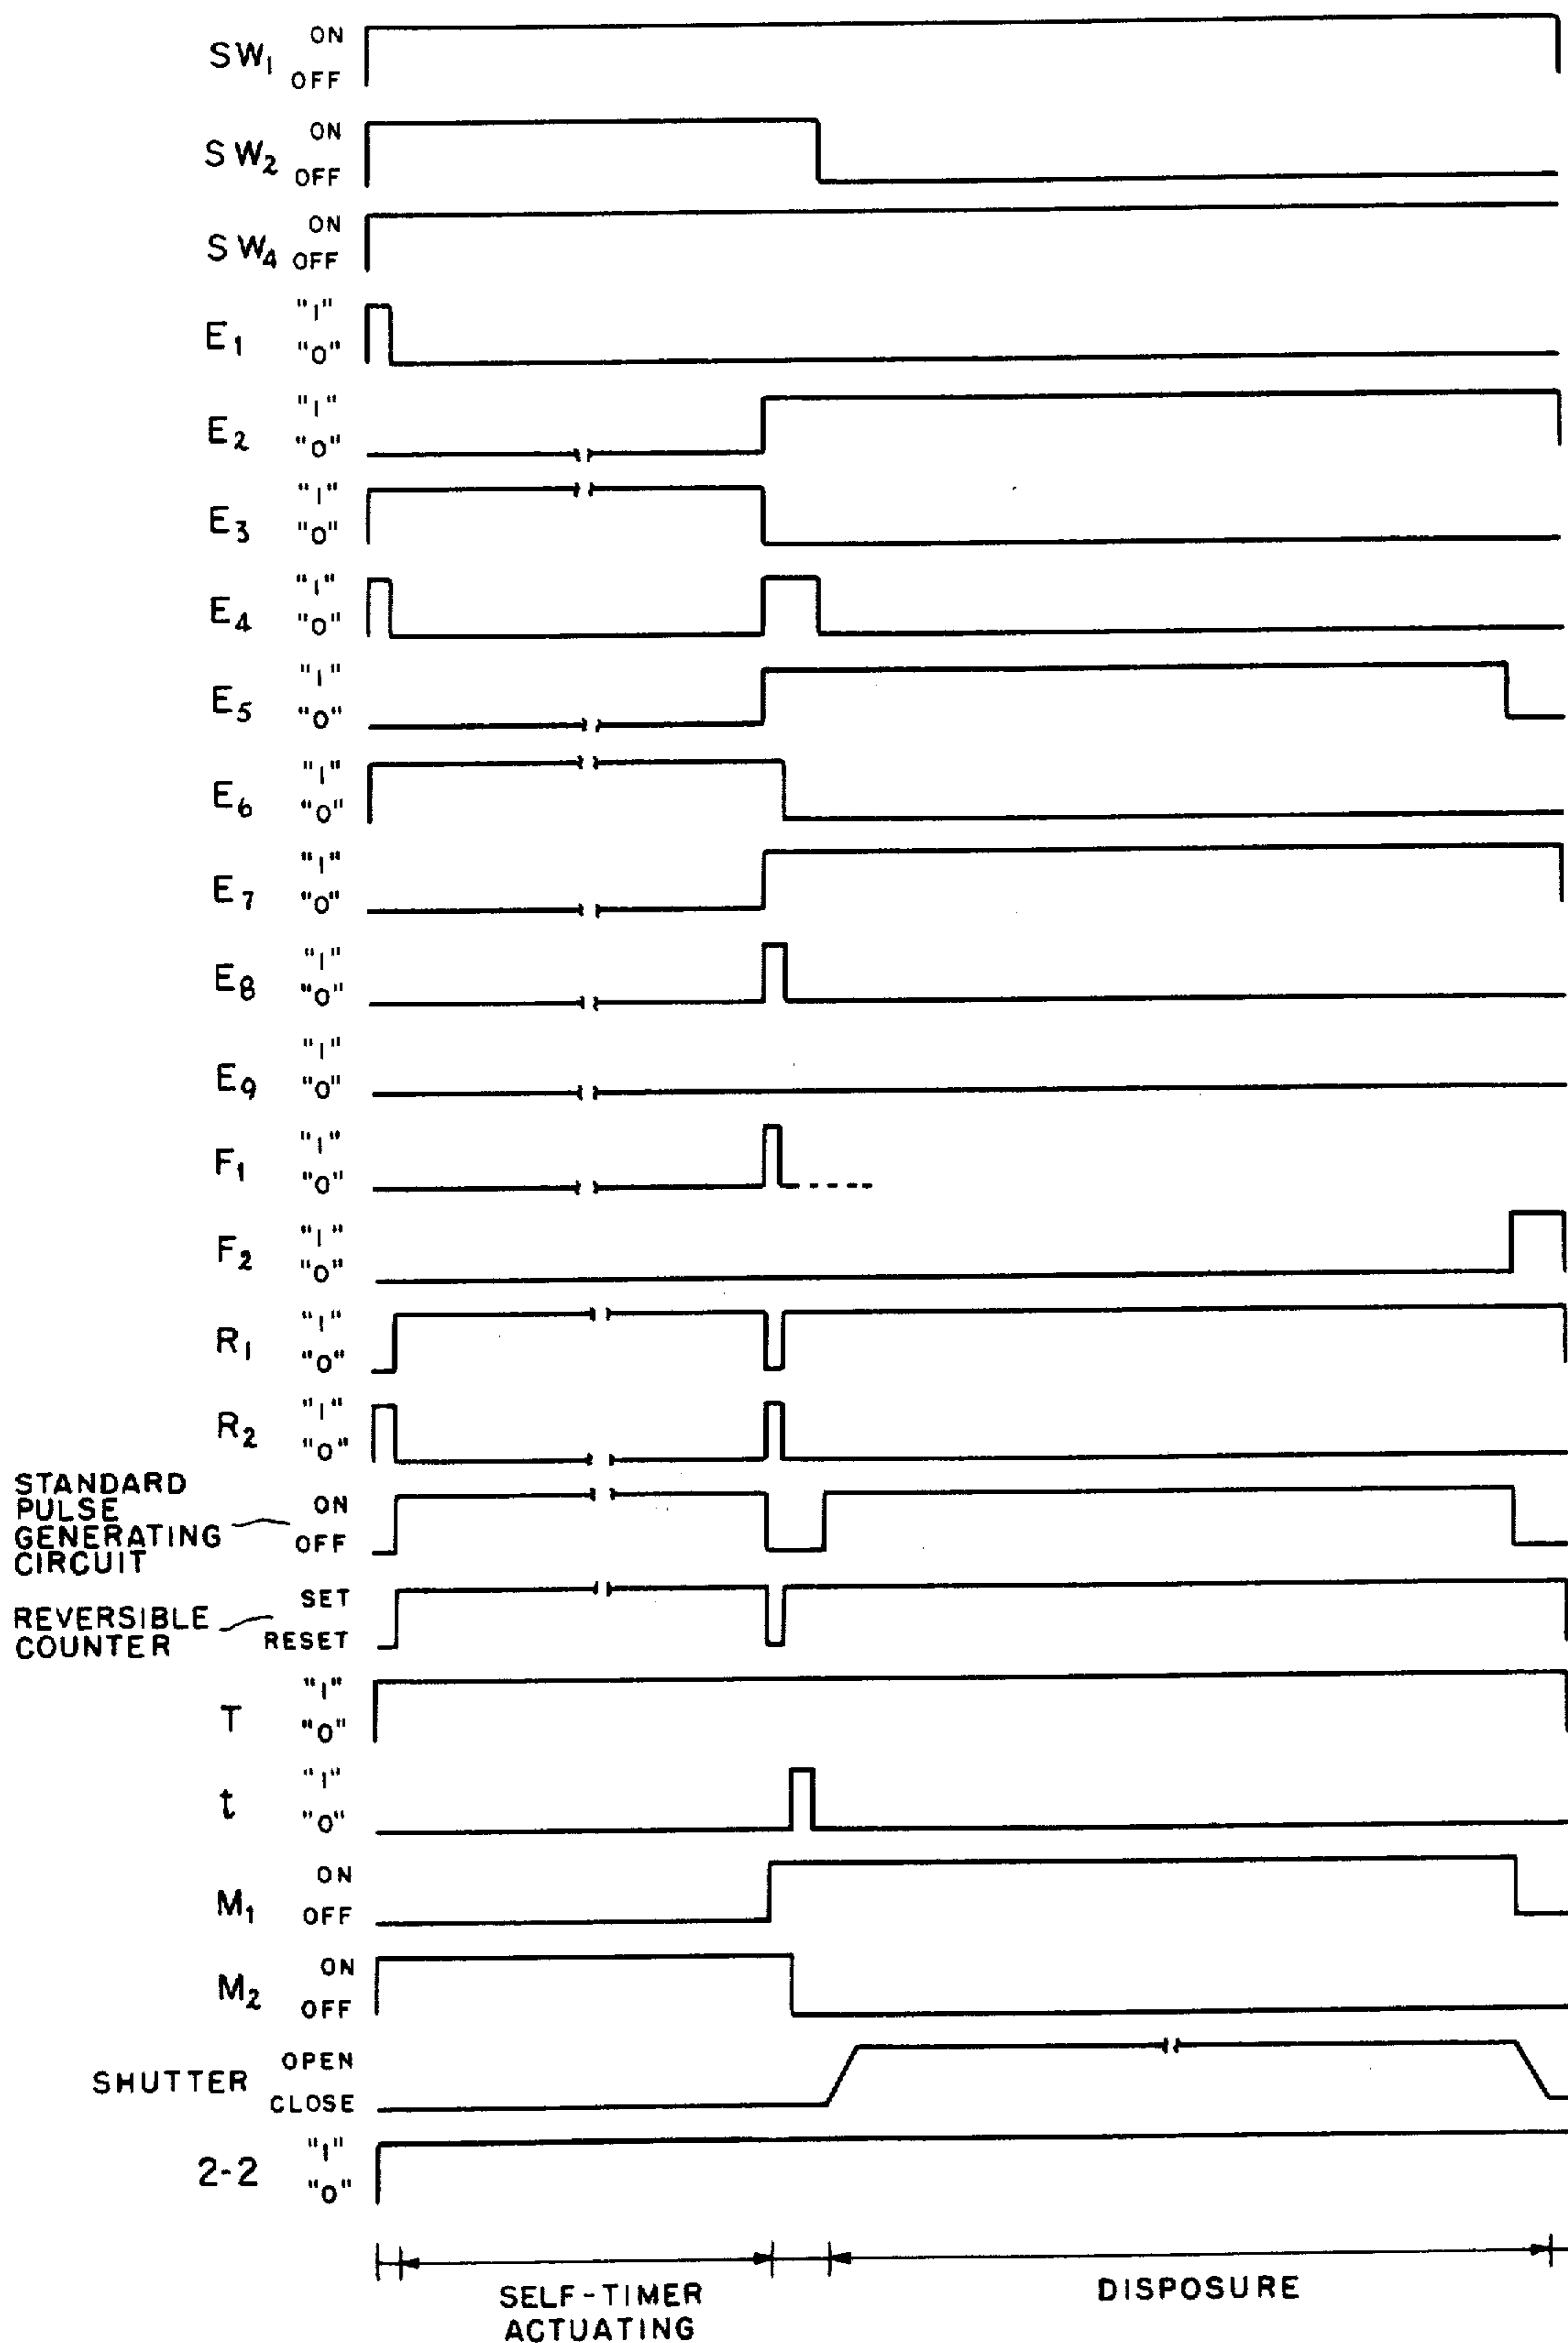 SW1 ON
OFF
SW2 ON
OFF
SW4 ON
OFF
E1 "1"
"0"
E2 "1"
"0"
E3 "1"
"0"
E4 "1"
"0"
E5 "1"
"0"
E6 "1"
"0"
E7 "1"
"0"
E8 "1"
"0"
E9 "1"
"0"
F1 "1"
"0"
F2 "1"
"0"
R1 "1"
"0"
R2 "1"
"0"
STANDARD
PULSE
GENERATING
CIRCUIT
ON
OFF
REVERSIBLE
COUNTER
SET
RESET
T "1"
"0"
t "1"
"0"
M1 ON
OFF
M2 ON
OFF
SHUTTER OPEN
CLOSE
2-2 "1"
"0"
SELF-TIMER
ACTUATING
DISPOSURE